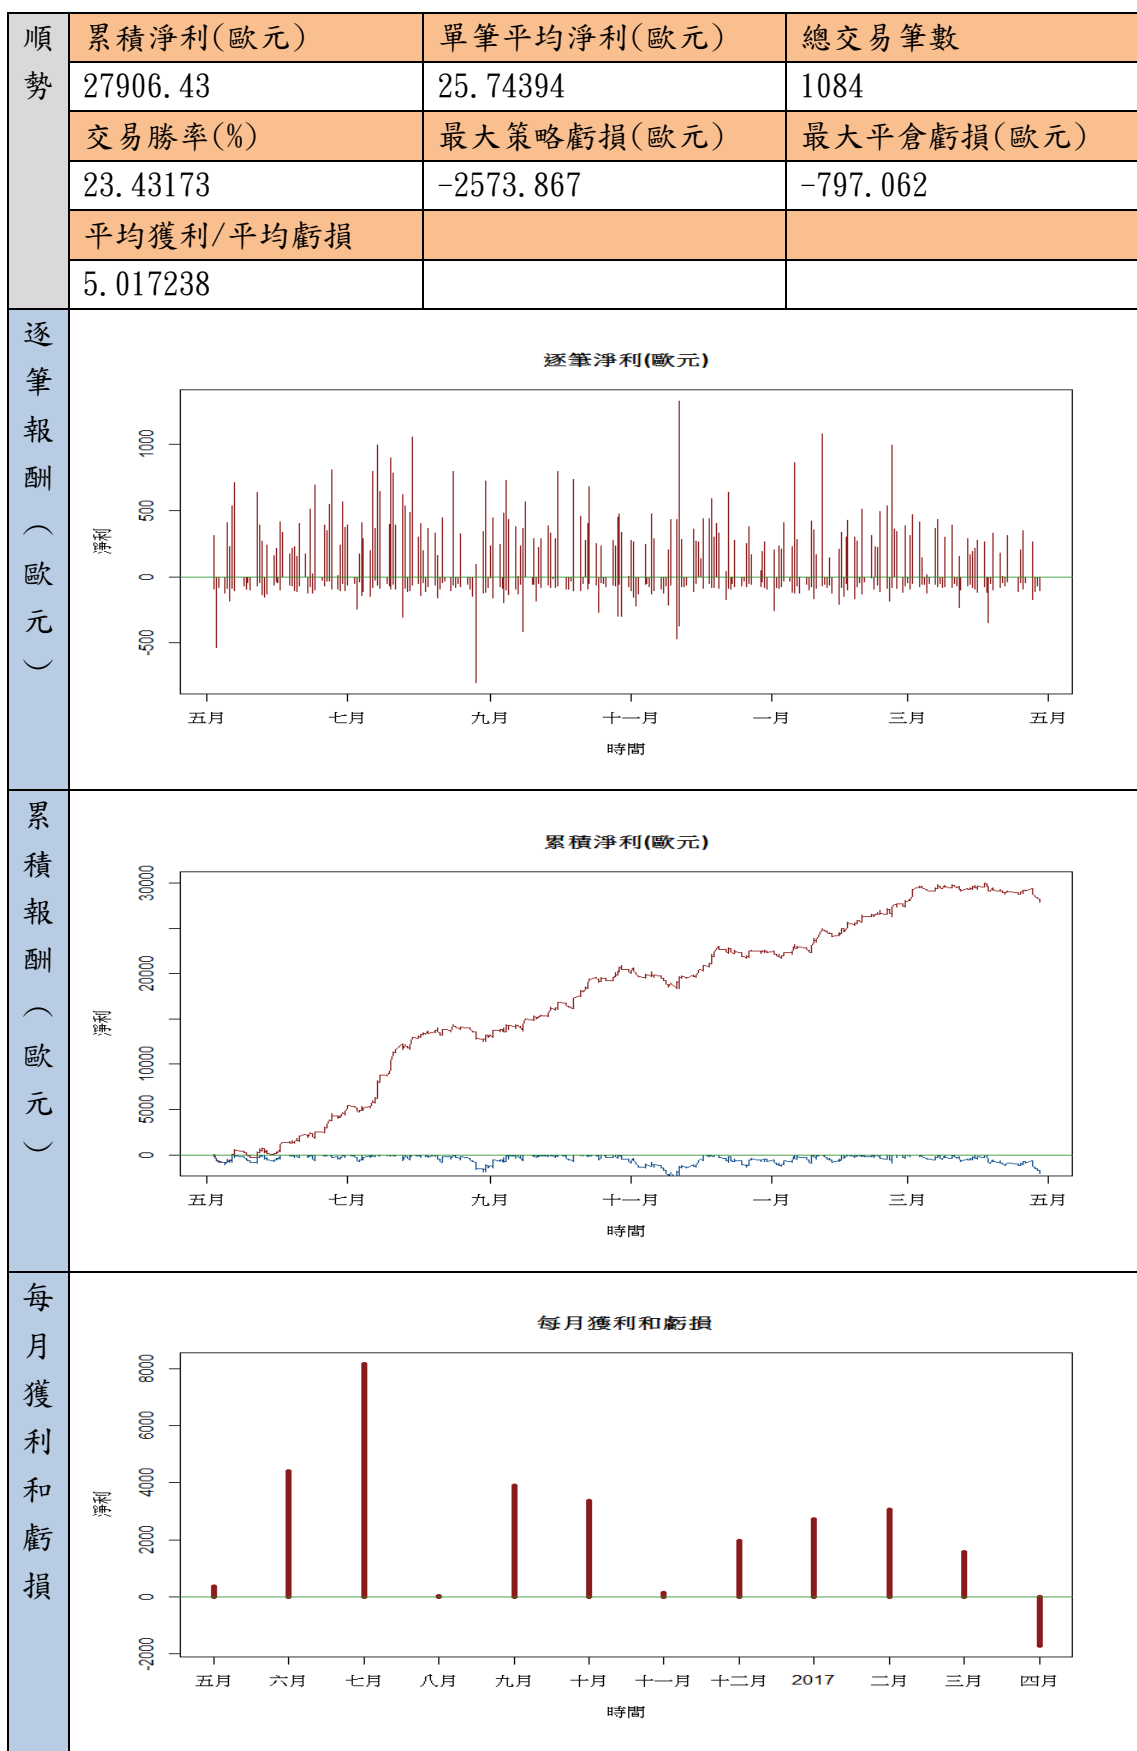 順勢
累積淨利(歐元) 單筆平均淨利(歐元) 總交易筆數
27906.43 25.74394 1084
交易勝率(%) 最大策略虧損(歐元) 最大平倉虧損(歐元)
23.43173 -2573.867 -797.062
平均獲利/平均虧損
5.017238
逐筆報酬（歐元）
逐筆淨利(歐元)
淨利
1000
500
0
-500
五月 七月 九月 十一月 一月 三月 五月
時間
累積報酬（歐元）
累積淨利(歐元)
淨利
30000
20000
10000
5000
0
五月 七月 九月 十一月 一月 三月 五月
時間
每月獲利和虧損
每月獲利和虧損
淨利
8000
6000
4000
2000
0
-2000
五月 六月 七月 八月 九月 十月 十一月 十二月 2017 二月 三月 四月
時間